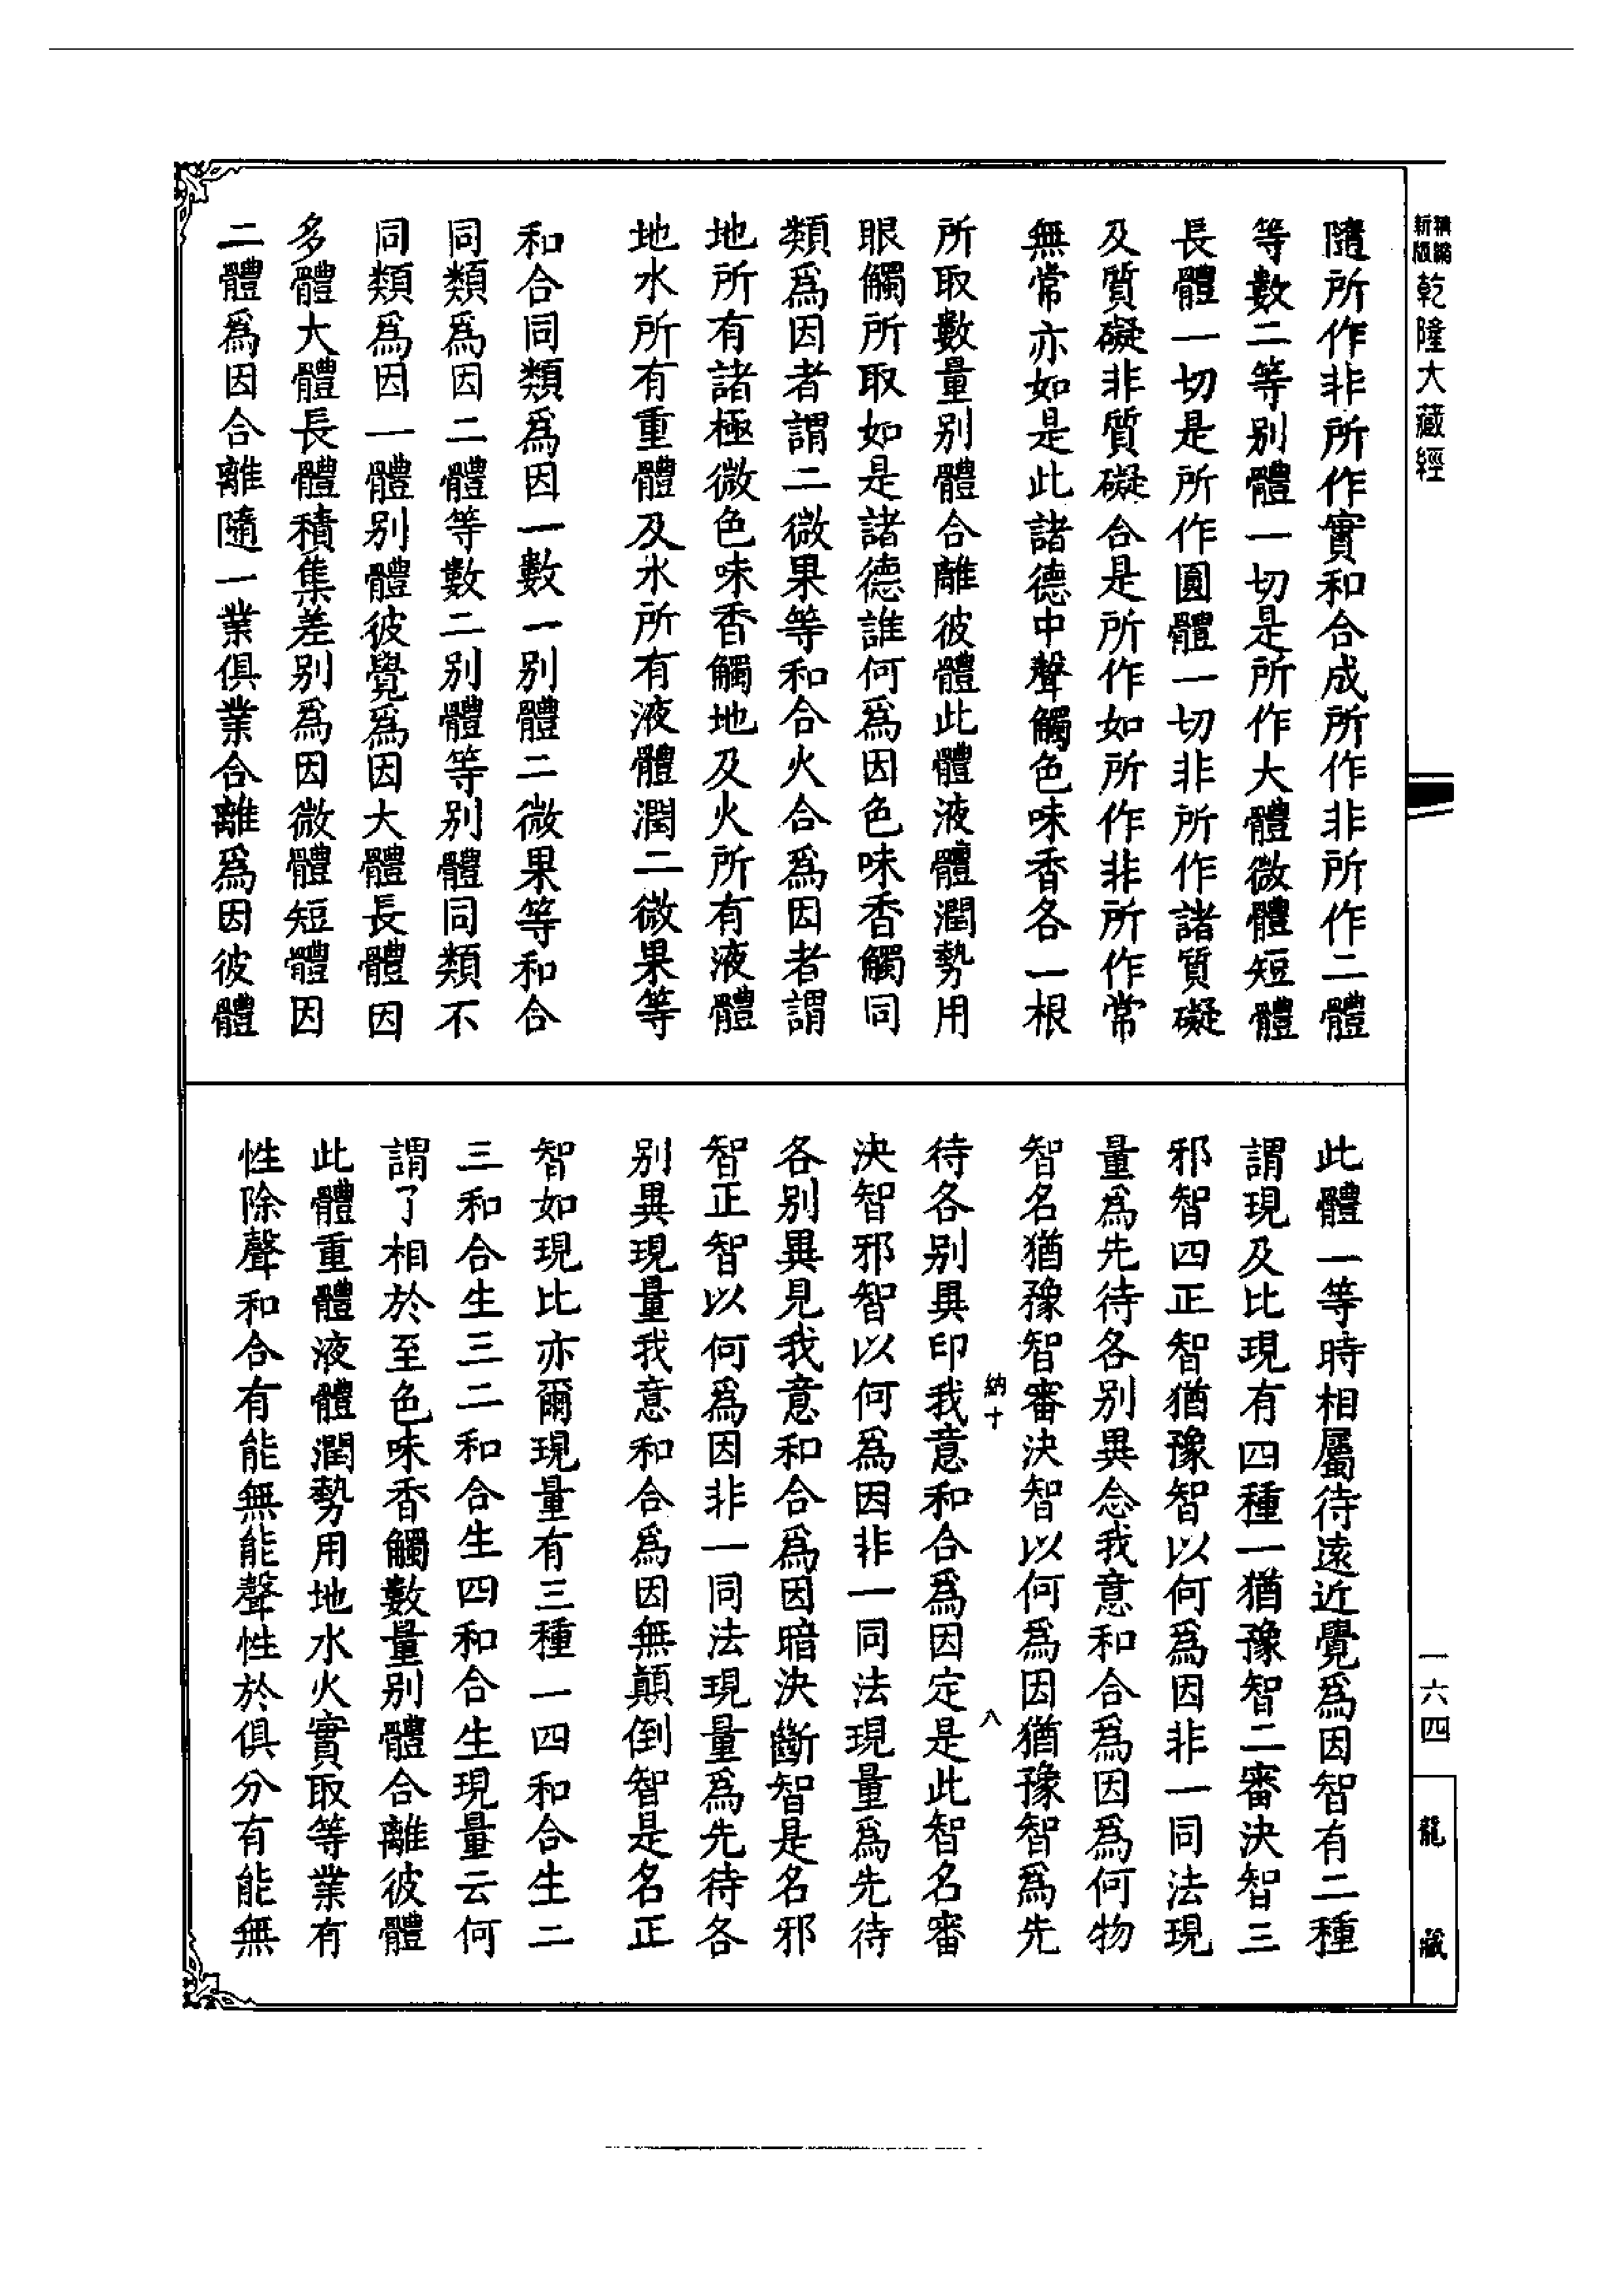 新編縮版乾隆大藏經
隨所作非所作實和合成所作非所作二體
等數二等別體一切是所作大體微體短體
長體一切是所作圓體一切非所作諸質礙
及質礙非質礙合是所作如所作非所作常
無常亦如是此諸德中聲觸色味香各一根
所取數量別體合離彼體此體液體潤勢用
眼觸所取如是諸德誰何爲因色味香觸同
類爲因者謂二微果等和合火合爲因者謂
地所有諸極微色味香觸地及火所有液體
地水所有重體及水所有液體潤二微果等
和合同類爲因一數一別體二微果等和合
同類爲因二體等數二別體等別體同類不
同類爲因一體別體彼覺爲因大體長體因
多體大體長體積集差別爲因微體短體因
二體爲因合離隨一業俱業合離爲因彼體
此體一等時相屬待遠近覺爲因智有二種
謂現及比現有四種一猶豫智二審決智三
邪智四正智猶豫智以何爲因非一同法現
量爲先待各別異念我意和合爲因爲何物
智名猶豫智審決智以何爲因猶豫智爲先
待各別異印我意和合爲因定是此智名審
決智邪智以何爲因非一同法現量爲先待
各別異見我意和合爲因暗決斷智是名邪
智正智以何爲因非一同法現量爲先待各
別異現量我意和合爲因無顛倒智是名正
智如現比亦爾現量有三種一四和合生二
三和合生三二和合生四和合生現量云何
謂了相於至色味香觸數量別體合離彼體
此體重體液體潤勢用地水火實取等業有
性除聲和合有能無能聲性於俱分有能無
納十
八
一六四
龍藏